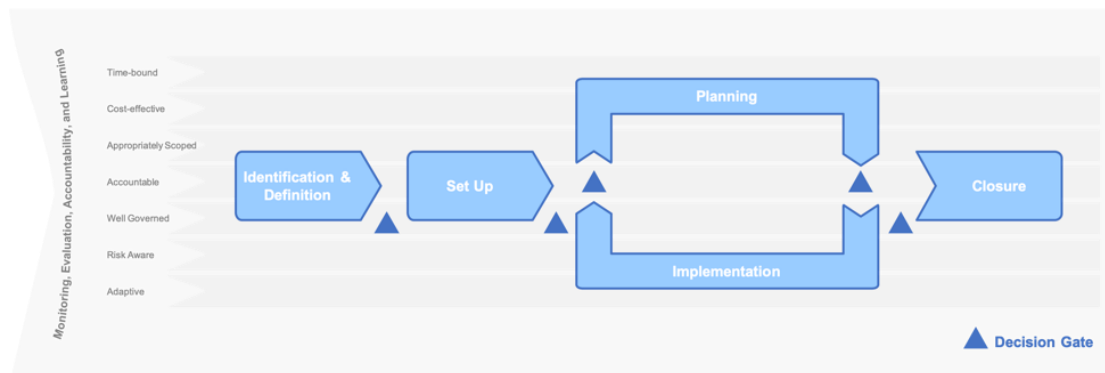 Monitoring, Evaluation, Accountability, and Learning
Time-bound
Cost-effective
Appropriately Scoped
Accountable
Well Governed
Risk Aware
Adaptive
Identification &
Definition
Set Up
Planning
Implementation
Closure
Decision Gate